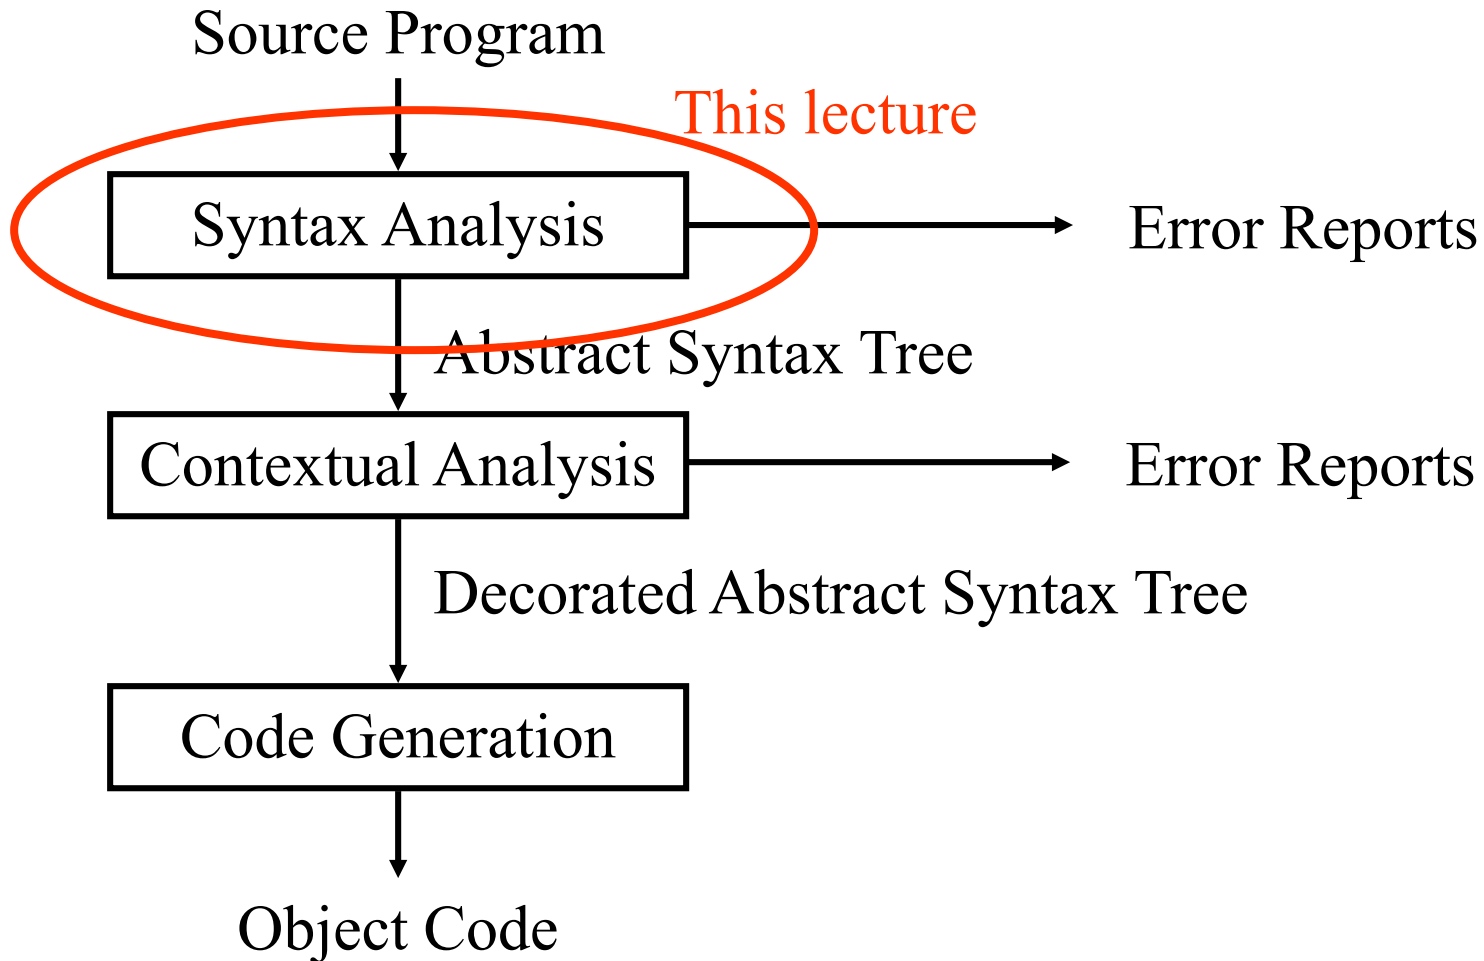 Source Program
This lecture
Syntax Analysis
Error Reports
Abstract Syntax Tree
Contextual Analysis
Error Reports
Decorated Abstract Syntax Tree
Code Generation
Object Code